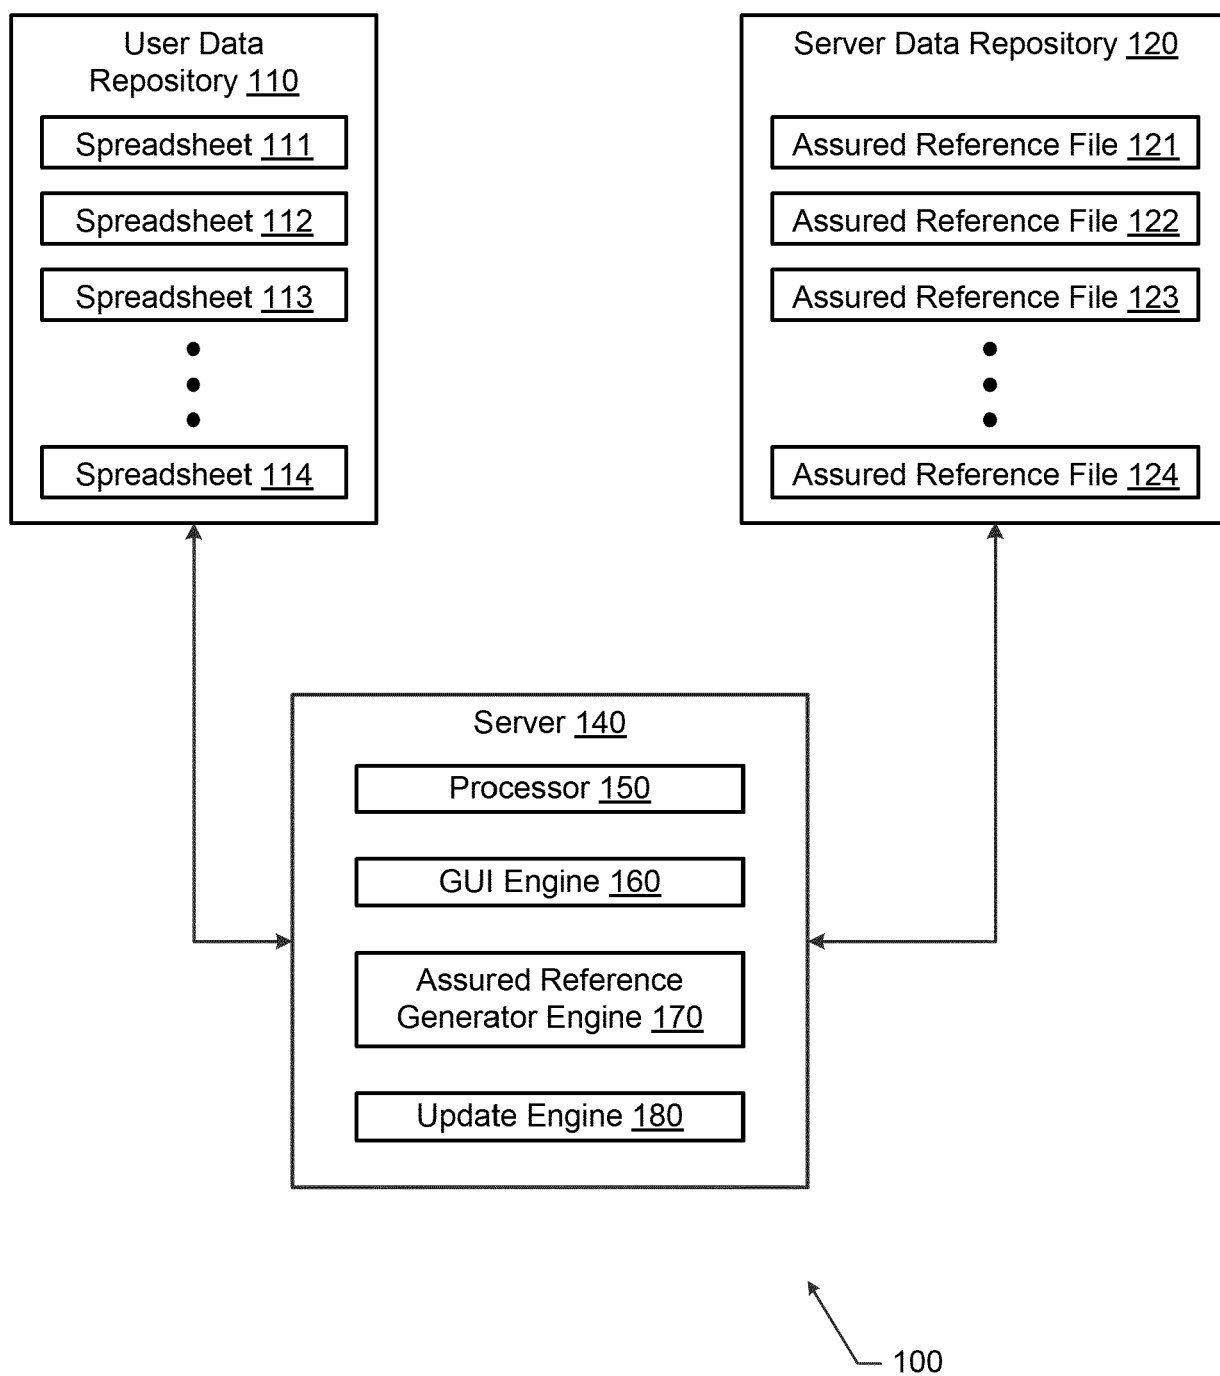 User Data
Repository 110
Spreadsheet 111
Spreadsheet 112
Spreadsheet 113
Spreadsheet 114
Server Data Repository 120
Assured Reference File 121
Assured Reference File 122
Assured Reference File 123
Assured Reference File 124
Server 140
Processor 150
GUI Engine 160
Assured Reference
Generator Engine 170
Update Engine 180
100